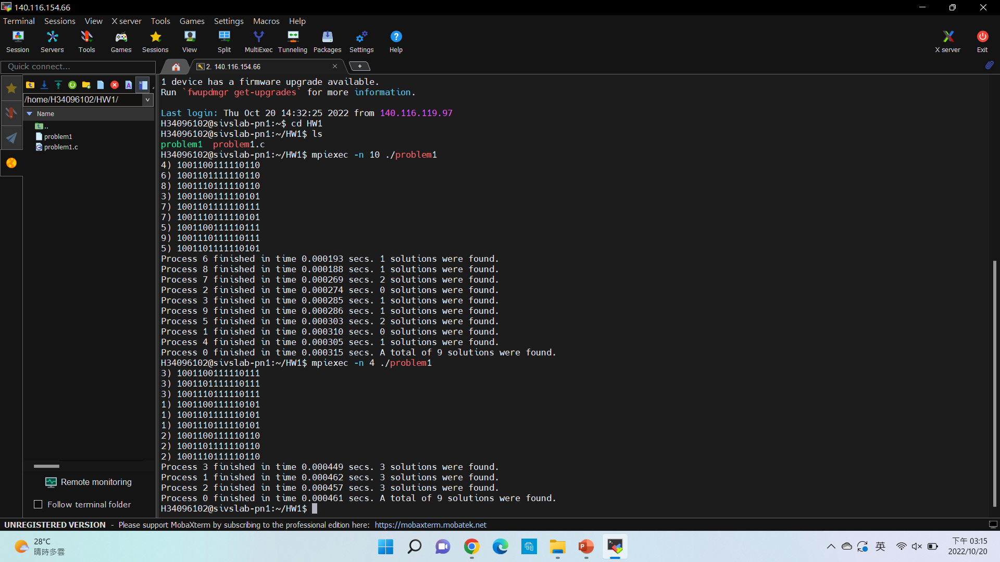 140.116.154.66
Terminal Sessions View X server Tools Games Settings Macros Help
Session Servers Tools Games Sessions View Split MultiExec Tunneling Packages Settings Help X server Exit
Quick connect...
2. 140.116.154.66
/home/H34096102/HW1/
Name
..
problem1
problem1.c
1 device has a firmware upgrade available.
Run `fwupdmgr get-upgrades` for more information.
Last login: Thu Oct 20 14:32:25 2022 from 140.116.119.97
H34096102@sivslab-pn1:~$ cd HW1
H34096102@sivslab-pn1:~/HW1$ ls
problem1  problem1.c
H34096102@sivslab-pn1:~/HW1$ mpiexec -n 10 ./problem1
4) 1001100111110110
6) 1001101111110110
8) 1001110111110110
3) 1001100111110101
7) 1001101111110111
7) 1001110111110101
5) 1001100111110111
9) 1001110111110111
5) 1001101111110101
Process 6 finished in time 0.000193 secs. 1 solutions were found.
Process 8 finished in time 0.000188 secs. 1 solutions were found.
Process 7 finished in time 0.000269 secs. 2 solutions were found.
Process 2 finished in time 0.000274 secs. 0 solutions were found.
Process 3 finished in time 0.000285 secs. 1 solutions were found.
Process 9 finished in time 0.000286 secs. 1 solutions were found.
Process 5 finished in time 0.000303 secs. 2 solutions were found.
Process 1 finished in time 0.000310 secs. 0 solutions were found.
Process 4 finished in time 0.000305 secs. 1 solutions were found.
Process 0 finished in time 0.000315 secs. A total of 9 solutions were found.
H34096102@sivslab-pn1:~/HW1$ mpiexec -n 4 ./problem1
3) 1001100111110111
3) 1001101111110111
3) 1001110111110111
1) 1001100111110101
1) 1001101111110101
1) 1001110111110101
2) 1001100111110110
2) 1001101111110110
2) 1001110111110110
Process 3 finished in time 0.000449 secs. 3 solutions were found.
Process 1 finished in time 0.000462 secs. 3 solutions were found.
Process 2 finished in time 0.000457 secs. 3 solutions were found.
Process 0 finished in time 0.000461 secs. A total of 9 solutions were found.
H34096102@sivslab-pn1:~/HW1$
Remote monitoring
Follow terminal folder
UNREGISTERED VERSION - Please support MobaXterm by subscribing to the professional edition here: https://mobaxterm.mobatek.net
28°C
晴時多雲
英
下午 03:15
2022/10/20